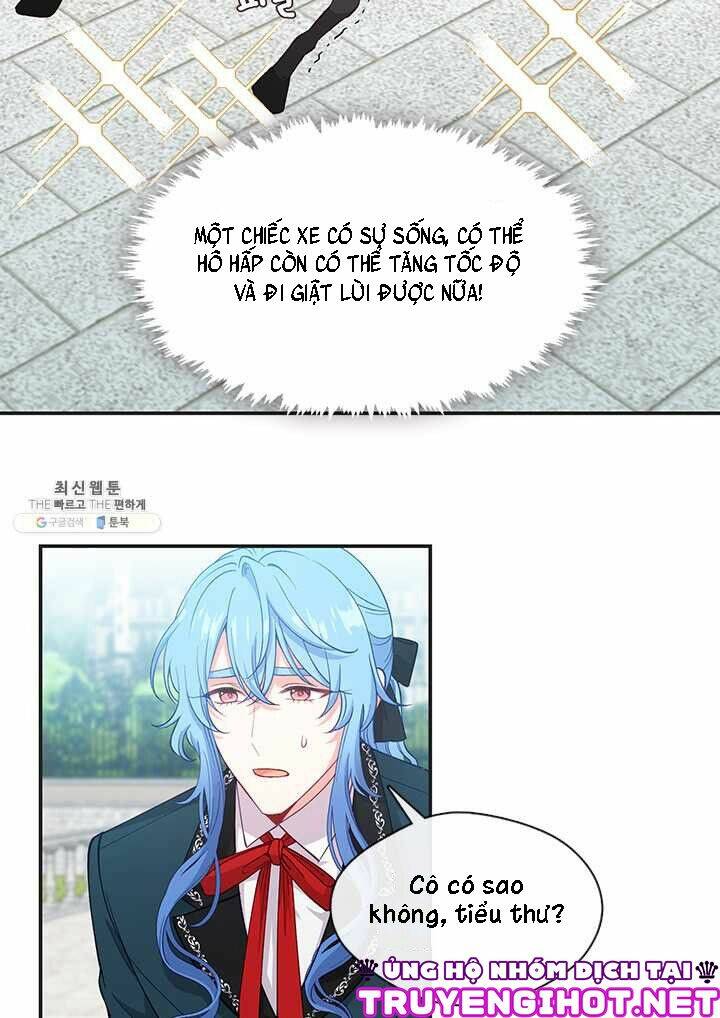 MỘT CHIẾC XE CÓ SỰ SỐNG, CÓ THỂ
HÔ HẤP CÒN CÓ THỂ TĂNG TỐC ĐỘ
VÀ ĐI GIẬT LÙI ĐƯỢC NỮA!
최신웹툰
THE 빠르고 THE 편하게
구글검색 툰북
Cô có sao
không, tiểu thư?
ỦNG HỘ NHÓM DỊCH TẠI
TRUYENGIHOT.NET